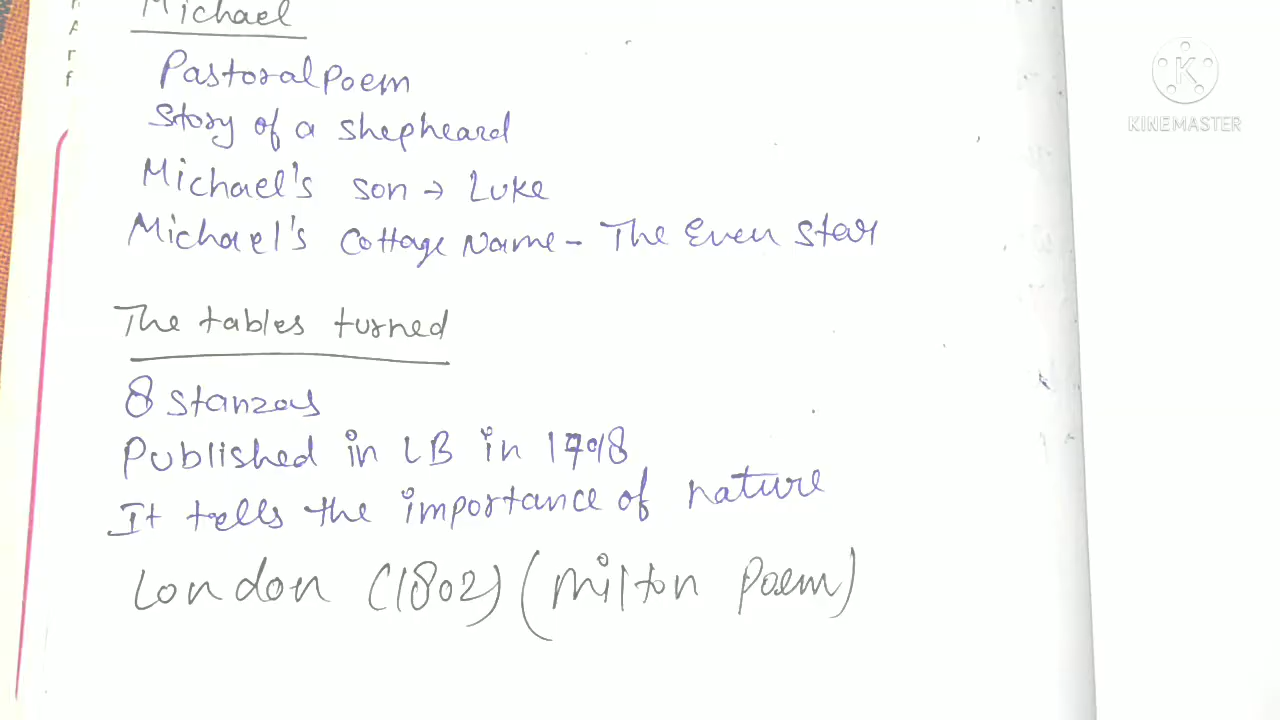 Michael
Pastoral poem
Story of a shepheard
Michael's son → Luke
Michael's Cottage Name - The Even Star
The tables turned
8 stanzas
Published in LB in 1798
It tells the importance of nature
London (1802) (Milton Poem)
KINEMASTER